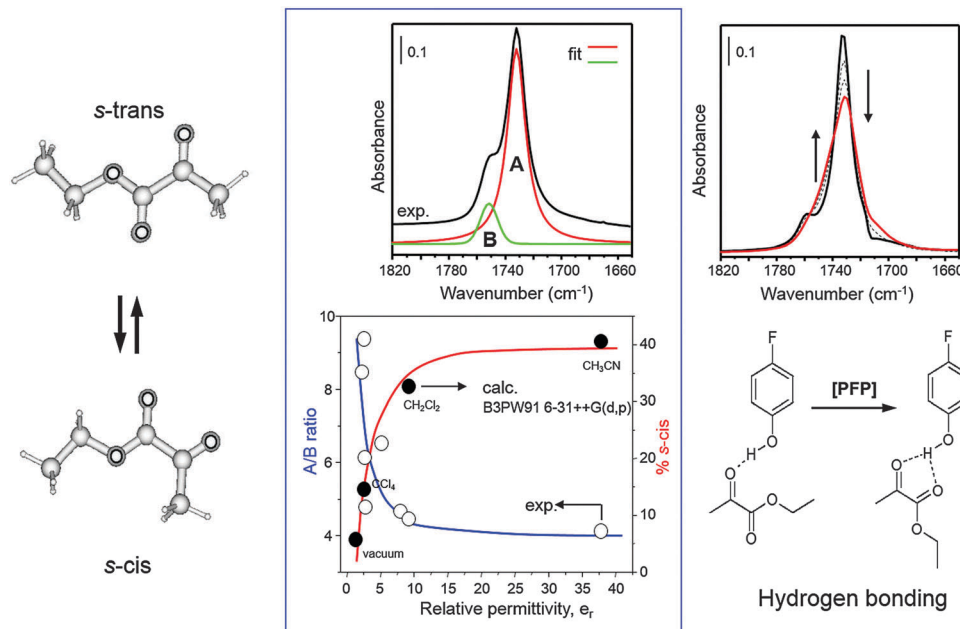 s-trans
O
O
O
s-cis
O
O
O
0.1
fit
A
exp.
B
Absorbance
1820 1780 1740 1700 1660
Wavenumber (cm-1)
10
8
6
4
A/B ratio
40
30
20
10
0
% s-cis
CH3CN
CH2Cl2
calc.
B3PW91 6-31++G(d,p)
CCl4
exp.
vacuum
0 5 10 15 20 25 30 35 40
Relative permittivity, er
0.1
Absorbance
1820 1780 1740 1700 1660
Wavenumber (cm-1)
F
[PFP]
F
H O
O
O
O
H O
O
O
O
Hydrogen bonding